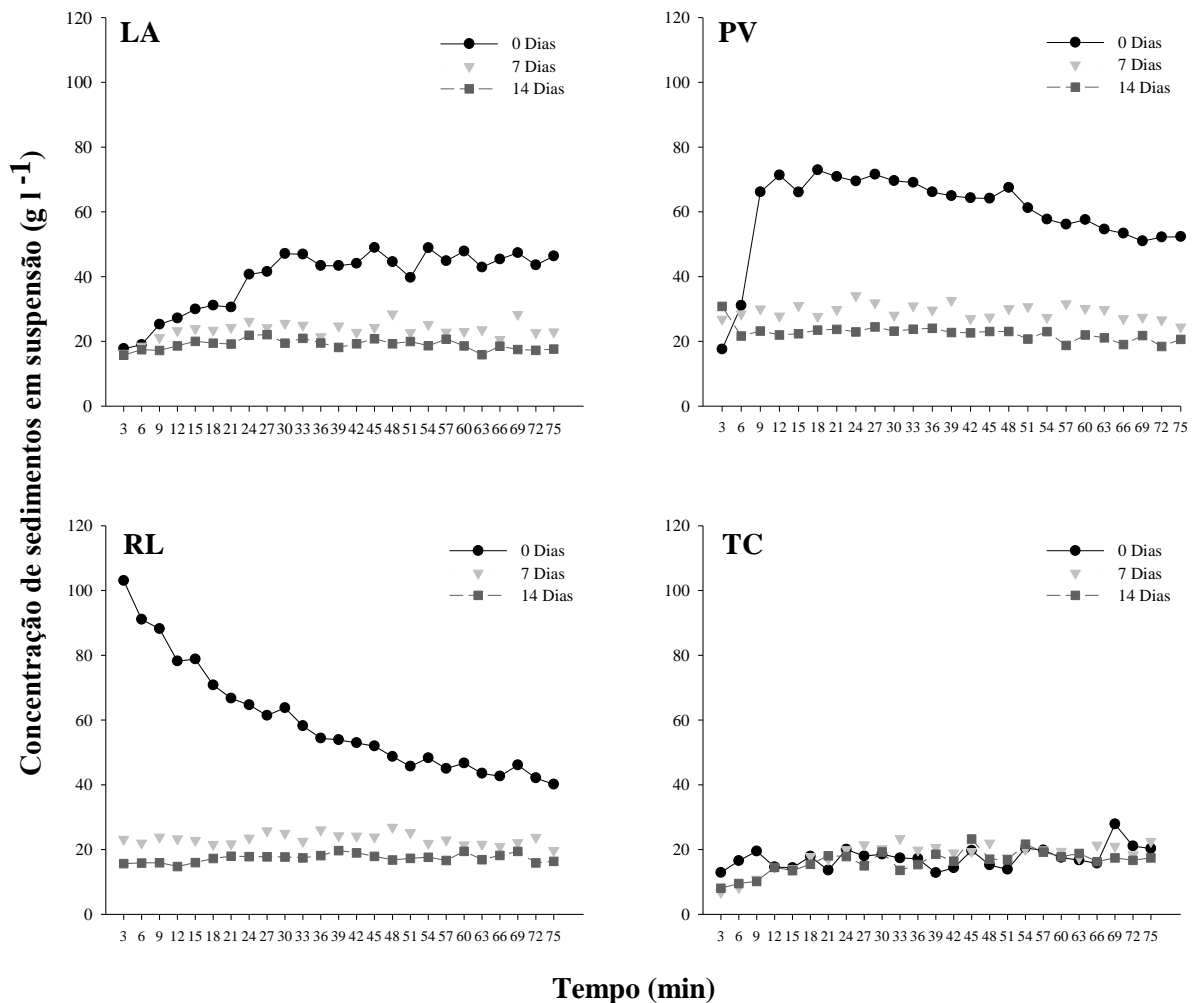 Concentração de sedimentos em suspensão (g l -1)
LA
0 Dias
7 Dias
14 Dias
120
100
80
60
40
20
0
3 6 9 12 15 18 21 24 27 30 33 36 39 42 45 48 51 54 57 60 63 66 69 72 75
PV
0 Dias
7 Dias
14 Dias
120
100
80
60
40
20
0
3 6 9 12 15 18 21 24 27 30 33 36 39 42 45 48 51 54 57 60 63 66 69 72 75
RL
0 Dias
7 Dias
14 Dias
120
100
80
60
40
20
0
3 6 9 12 15 18 21 24 27 30 33 36 39 42 45 48 51 54 57 60 63 66 69 72 75
TC
0 Dias
7 Dias
14 Dias
120
100
80
60
40
20
0
3 6 9 12 15 18 21 24 27 30 33 36 39 42 45 48 51 54 57 60 63 66 69 72 75
Tempo (min)